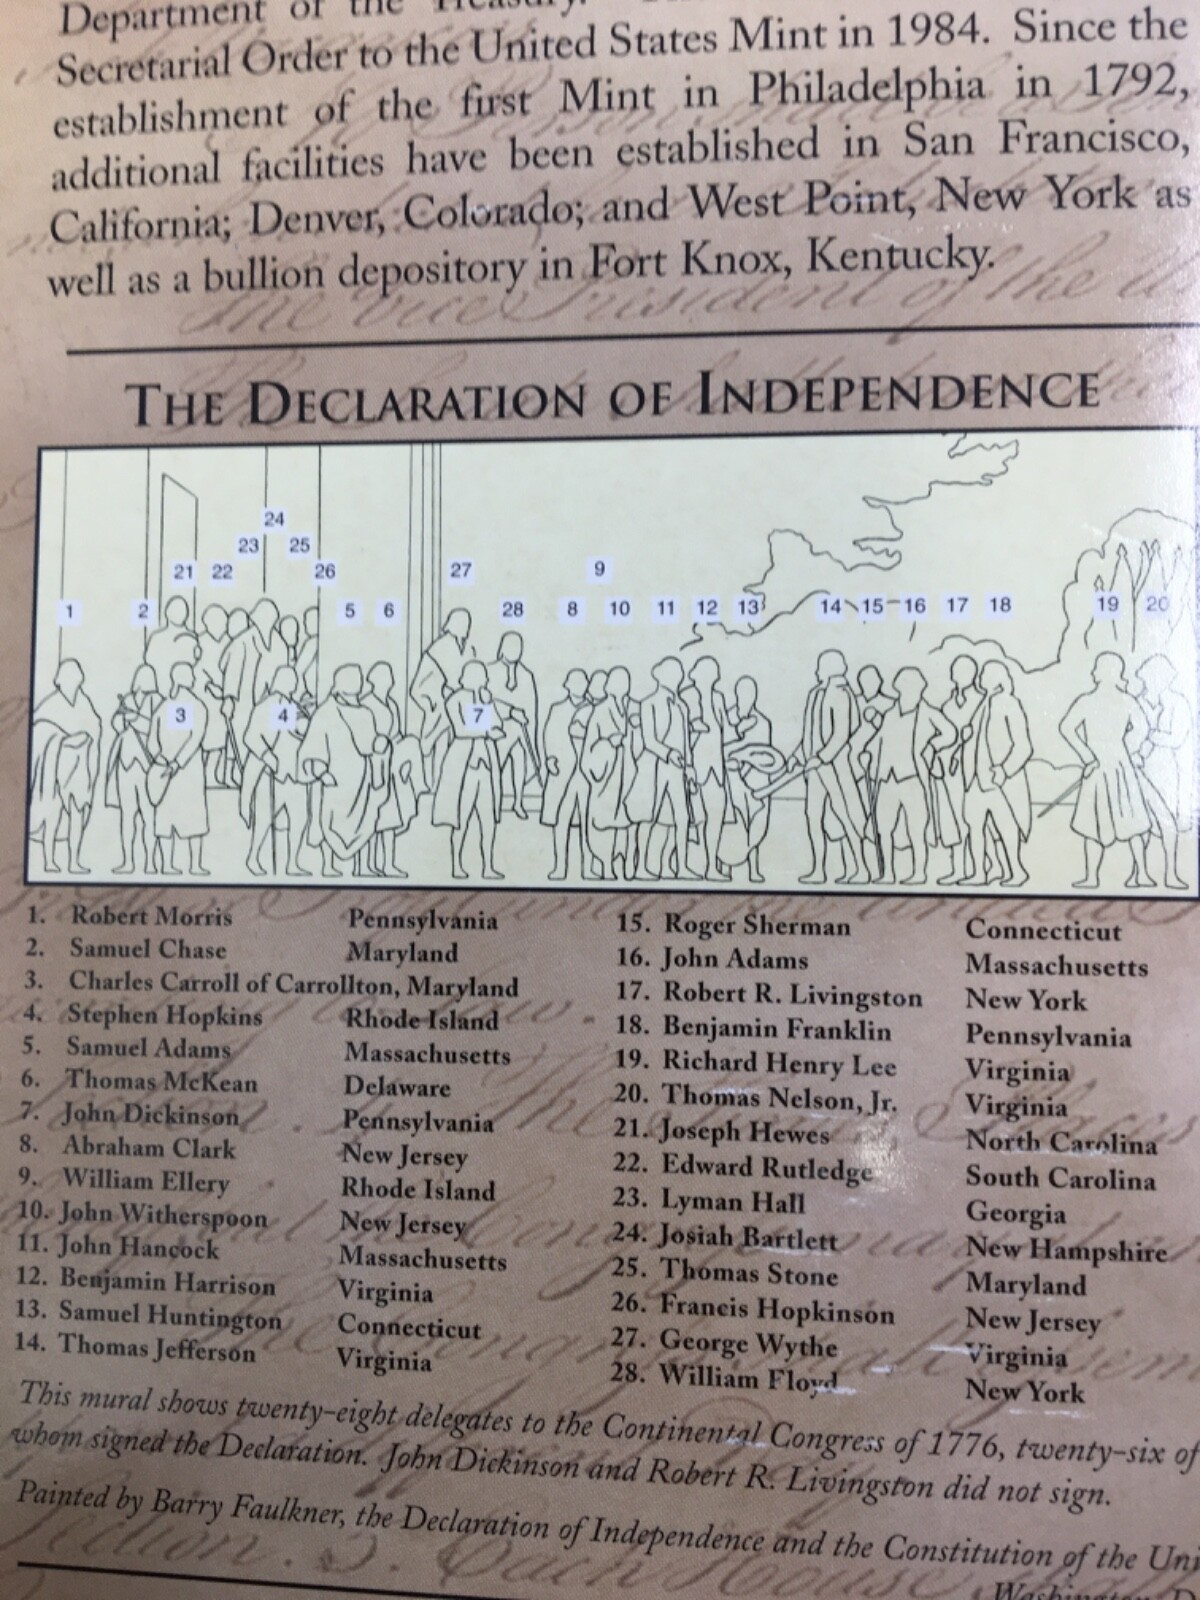 Department of the Treasury.
Secretarial Order to the United States Mint in 1984. Since the
establishment of the first Mint in Philadelphia in 1792,
additional facilities have been established in San Francisco,
California; Denver, Colorado; and West Point, New York as
well as a bullion depository in Fort Knox, Kentucky.
THE DECLARATION OF INDEPENDENCE
24
23 25
21 22 26 27 9
1 2 5 6 28 8 10 11 12 13 14 15 16 17 18 19 20
3 4 7
1. Robert Morris Pennsylvania
2. Samuel Chase Maryland
3. Charles Carroll of Carrollton, Maryland
4. Stephen Hopkins Rhode Island
5. Samuel Adams Massachusetts
6. Thomas McKean Delaware
7. John Dickinson Pennsylvania
8. Abraham Clark New Jersey
9. William Ellery Rhode Island
10. John Witherspoon New Jersey
11. John Hancock Massachusetts
12. Benjamin Harrison Virginia
13. Samuel Huntington Connecticut
14. Thomas Jefferson Virginia
15. Roger Sherman Connecticut
16. John Adams Massachusetts
17. Robert R. Livingston New York
18. Benjamin Franklin Pennsylvania
19. Richard Henry Lee Virginia
20. Thomas Nelson, Jr. Virginia
21. Joseph Hewes North Carolina
22. Edward Rutledge South Carolina
23. Lyman Hall Georgia
24. Josiah Bartlett New Hampshire
25. Thomas Stone Maryland
26. Francis Hopkinson New Jersey
27. George Wythe Virginia
28. William Floyd New York
This mural shows twenty-eight delegates to the Continental Congress of 1776, twenty-six of
whom signed the Declaration. John Dickinson and Robert R. Livingston did not sign.
Painted by Barry Faulkner, the Declaration of Independence and the Constitution of the Uni